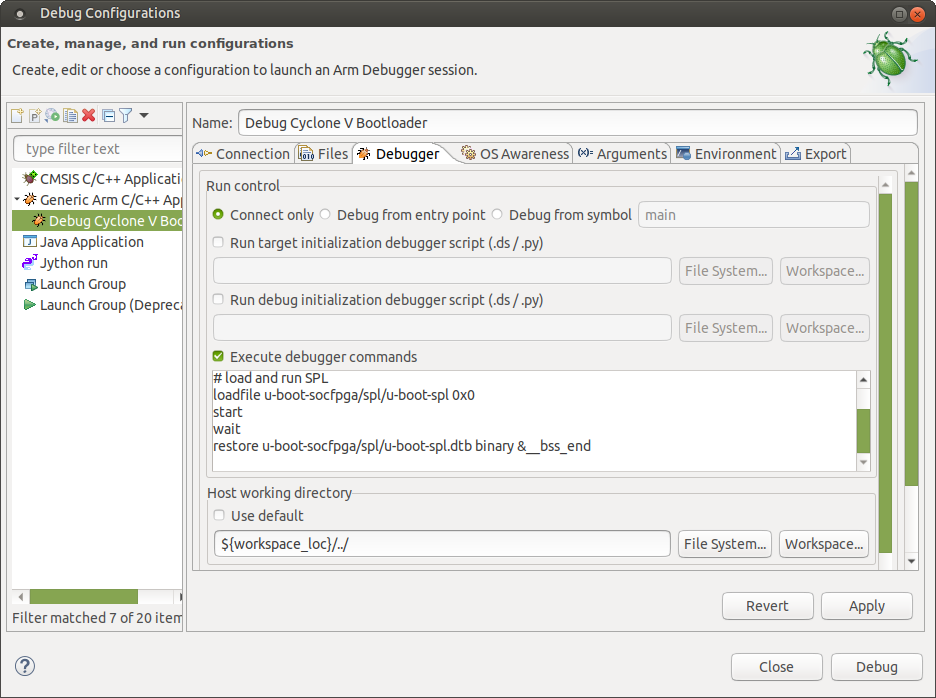 Debug Configurations
Create, manage, and run configurations
Create, edit or choose a configuration to launch an Arm Debugger session.
type filter text
CMSIS C/C++ Applicati
Generic Arm C/C++ App
Debug Cyclone V Boo
Java Application
Jython run
Launch Group
Launch Group (Depreca
Filter matched 7 of 20 item
Name: Debug Cyclone V Bootloader
Connection Files Debugger OS Awareness Arguments Environment Export
Run control
Connect only Debug from entry point Debug from symbol main
Run target initialization debugger script (.ds / .py)
File System... Workspace...
Run debug initialization debugger script (.ds / .py)
File System... Workspace...
Execute debugger commands
# load and run SPL
loadfile u-boot-socfpga/spl/u-boot-spl 0x0
start
wait
restore u-boot-socfpga/spl/u-boot-spl.dtb binary &__bss_end
Host working directory
Use default
${workspace_loc}/../ File System... Workspace...
Revert Apply
? Close Debug